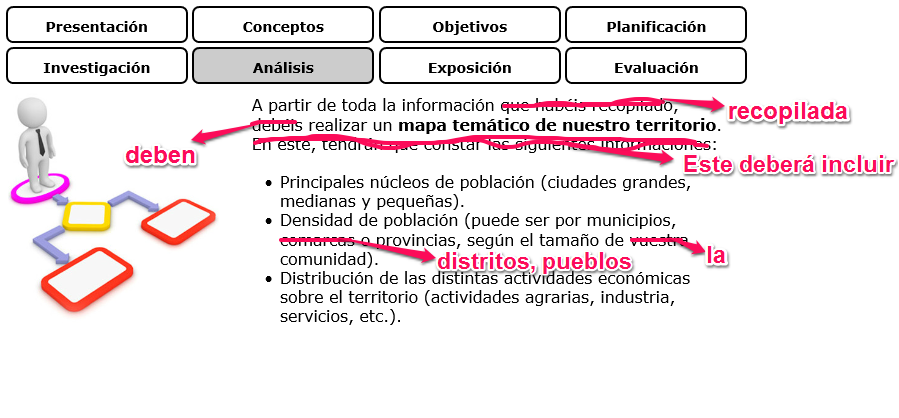 Presentación Conceptos Objetivos Planificación
Investigación Análisis Exposición Evaluación
A partir de toda la información que habéis recopilado,
recopilada
debéis realizar un mapa temático de nuestro territorio.
deben
En este, tendrán que constar las siguientes informaciones:
Este deberá incluir
• Principales núcleos de población (ciudades grandes,
medianas y pequeñas).
• Densidad de población (puede ser por municipios,
comarcas o provincias, según el tamaño de vuestra
distritos, pueblos
la
comunidad).
• Distribución de las distintas actividades económicas
sobre el territorio (actividades agrarias, industria,
servicios, etc.).